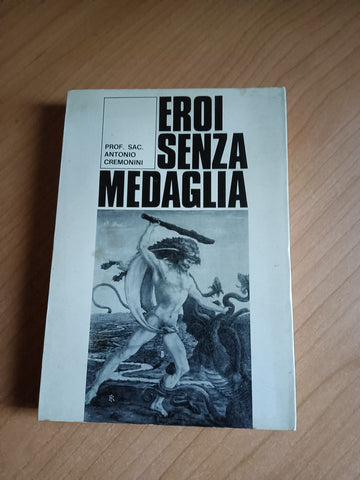 EROI
SENZA
MEDAGLIA
PROF. SAC.
ANTONIO
CREMONINI